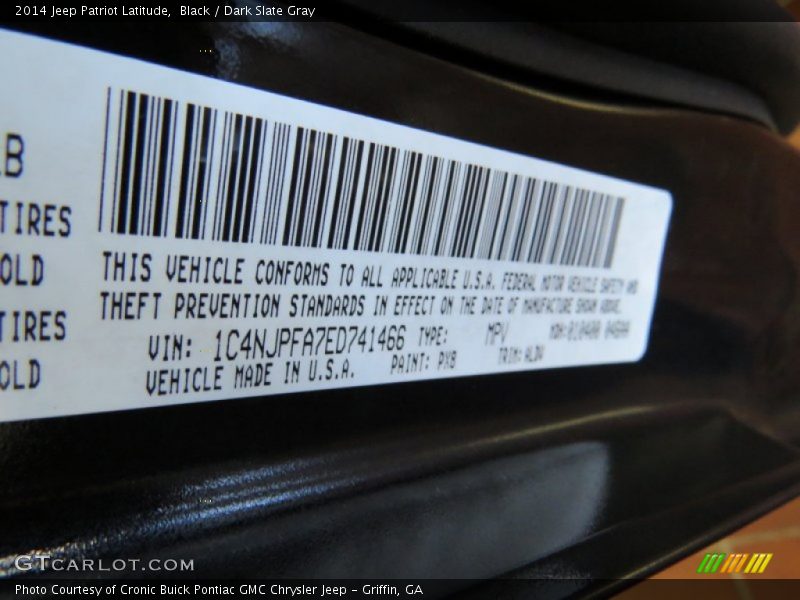 2014 Jeep Patriot Latitude,  Black / Dark Slate Gray
LB
TIRES
OLD
TIRES
OLD
THIS VEHICLE CONFORMS TO ALL APPLICABLE U.S.A. FEDERAL MOTOR VEHICLE SAFETY AND
THEFT PREVENTION STANDARDS IN EFFECT ON THE DATE OF MANUFACTURE SHOWN ABOVE.
VIN: 1C4NJPFA7ED741466 TYPE: MPV
VEHICLE MADE IN U.S.A. PAINT: PX8 TRIM: ALDV
GTCARLOT.COM
Photo Courtesy of Cronic Buick Pontiac GMC Chrysler Jeep - Griffin, GA